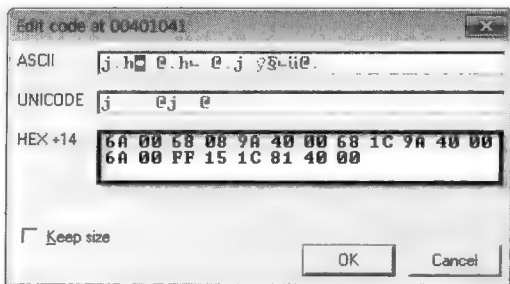 Edit code at 00401041
ASCII
UNICODE
HEX +14
6A 00 68 08 9A 40 00 68 1C 9A 40 00
6A 00 FF 15 1C 81 40 00
Keep size
OK
Cancel